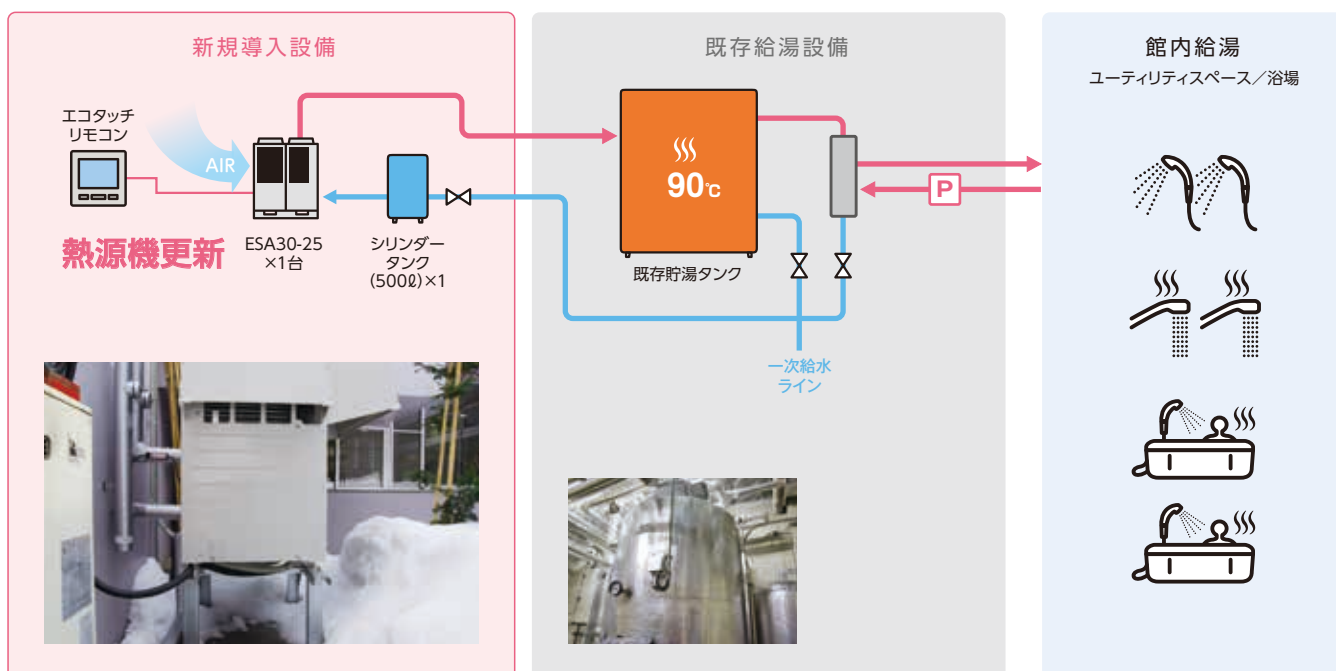 新規導入設備
エコタッチ
リモコン
AIR
熱源機更新
ESA30-25
×1台
シリンダー
タンク
(500ℓ)×1
既存給湯設備
90℃
既存貯湯タンク
一次給水
ライン
P
館内給湯
ユーティリティスペース／浴場